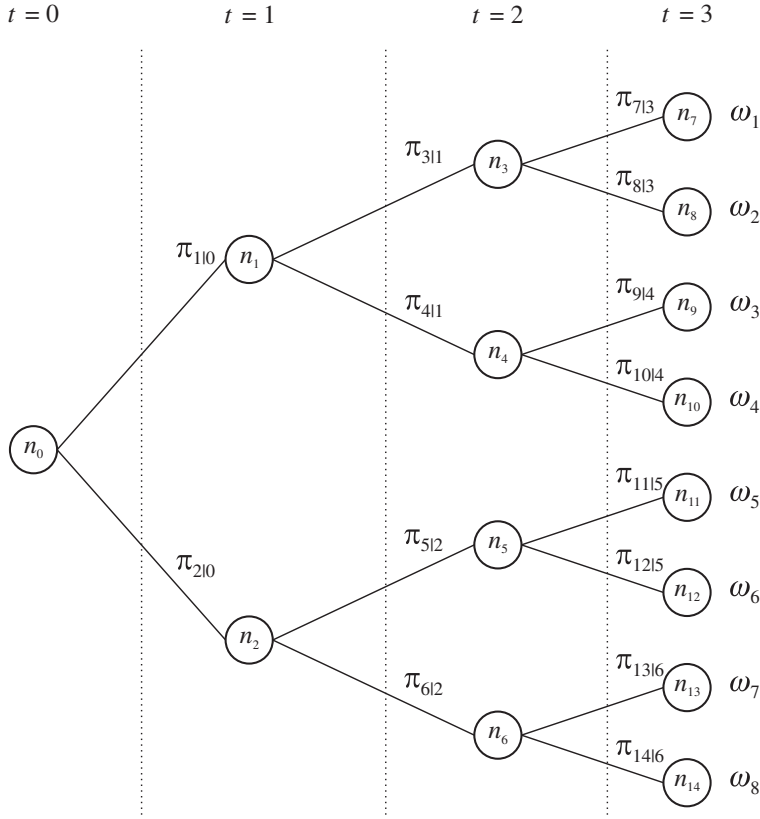 t = 0 t = 1 t = 2 t = 3
π7|3 n7 ω1
π3|1 n3
π8|3 n8 ω2
π1|0 n1
π9|4 n9 ω3
π4|1 n4
π10|4 n10 ω4
n0
π11|5 n11 ω5
π5|2 n5
π12|5 n12 ω6
π2|0
n2
π13|6 n13 ω7
π6|2 n6
π14|6 n14 ω8